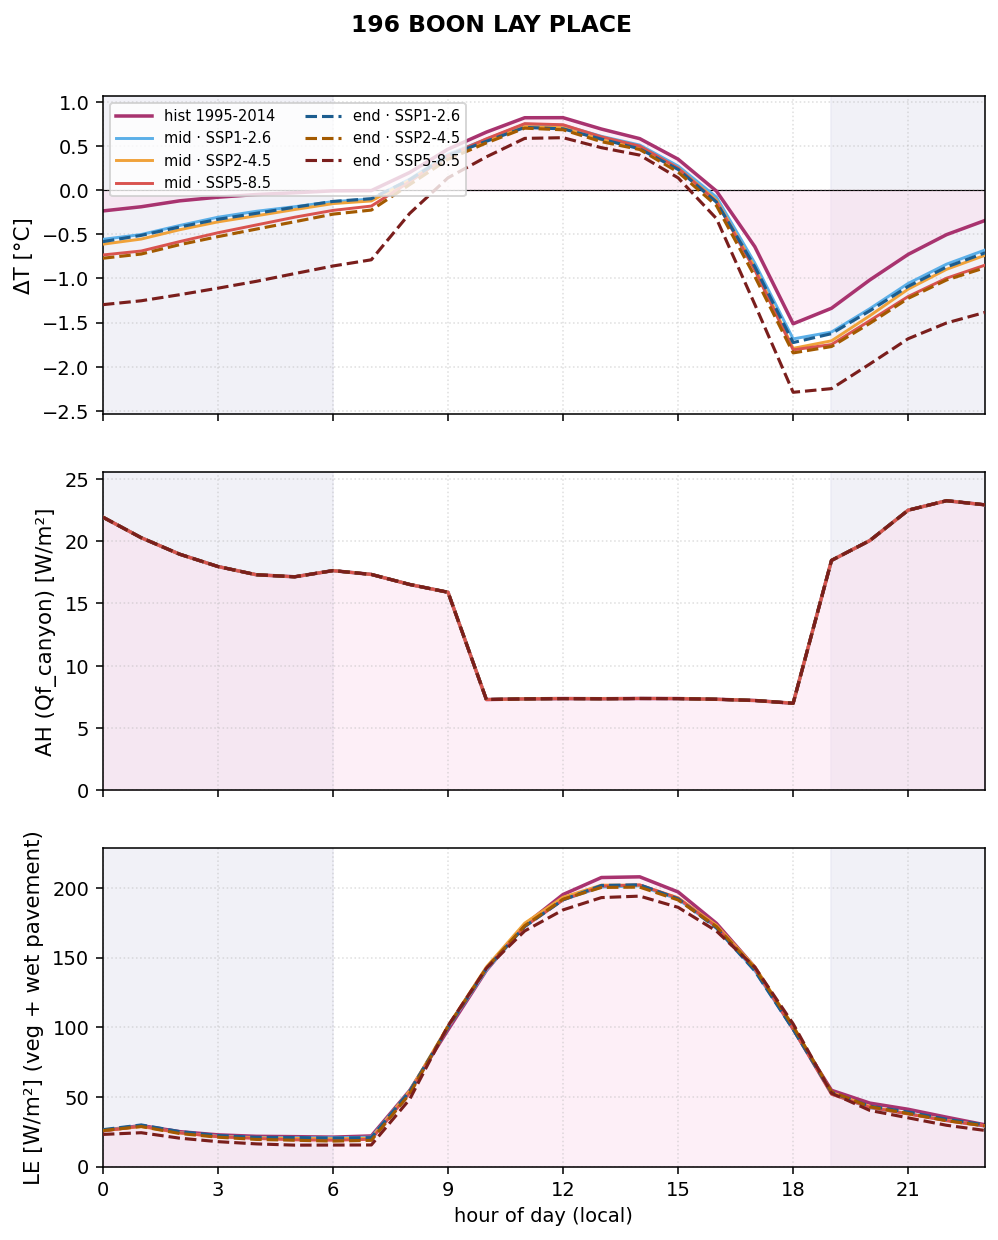 196 BOON LAY PLACE
hist 1995-2014
mid · SSP1-2.6
mid · SSP2-4.5
mid · SSP5-8.5
end · SSP1-2.6
end · SSP2-4.5
end · SSP5-8.5
ΔT [°C]
1.0
0.5
0.0
−0.5
−1.0
−1.5
−2.0
−2.5
AH (Qf_canyon) [W/m²]
25
20
15
10
5
0
LE [W/m²] (veg + wet pavement)
200
150
100
50
0
0 3 6 9 12 15 18 21
hour of day (local)